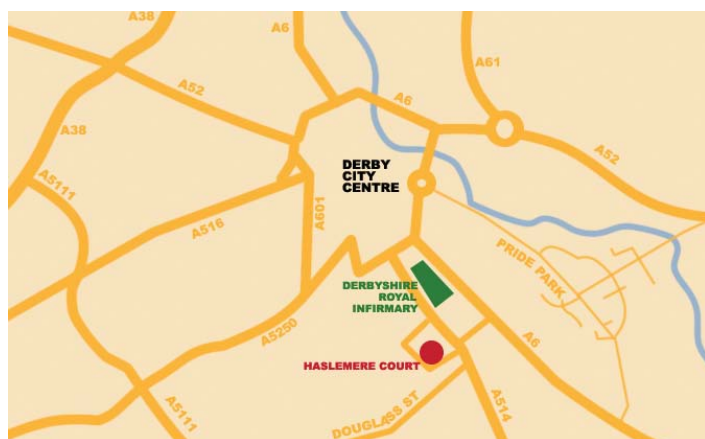 A38
A6
A61
A52
A6
A38
A52
DERBY
CITY
CENTRE
A5111
A601
A516
PRIDE PARK
DERBYSHIRE
ROYAL
INFIRMARY
A5250
A6
HASLEMERE COURT
A5111
DOUGLASS ST
A514